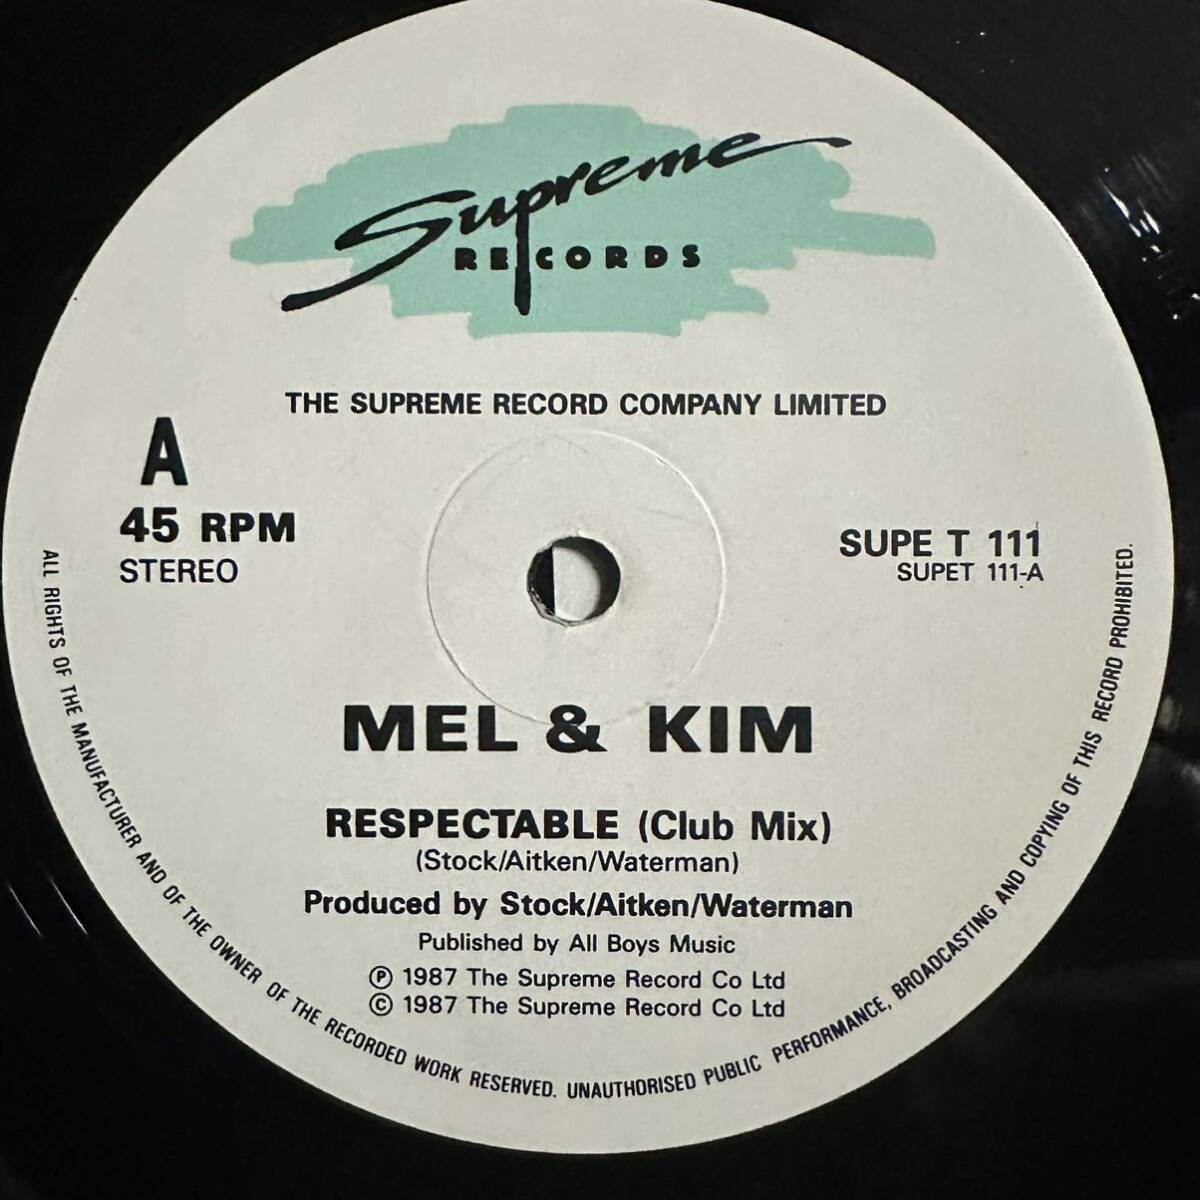 Supreme
RECORDS
THE SUPREME RECORD COMPANY LIMITED
A
45 RPM
STEREO
SUPE T 111
SUPET 111-A
MEL & KIM
RESPECTABLE (Club Mix)
(Stock/Aitken/Waterman)
Produced by Stock/Aitken/Waterman
Published by All Boys Music
℗ 1987 The Supreme Record Co Ltd
© 1987 The Supreme Record Co Ltd
ALL RIGHTS OF THE MANUFACTURER AND OF THE OWNER OF THE RECORDED WORK RESERVED. UNAUTHORISED PUBLIC PERFORMANCE, BROADCASTING AND COPYING OF THIS RECORD PROHIBITED.